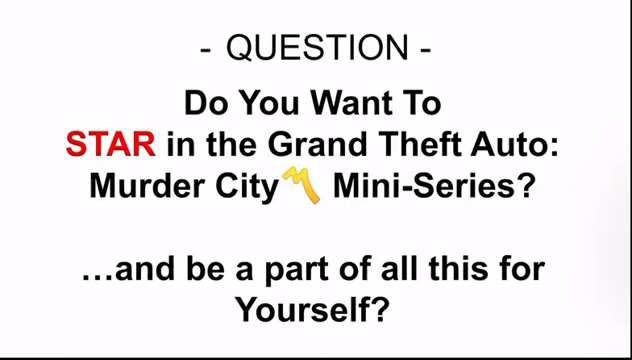 - QUESTION -
Do You Want To
STAR in the Grand Theft Auto:
Murder City〽️ Mini-Series?
…and be a part of all this for
Yourself?